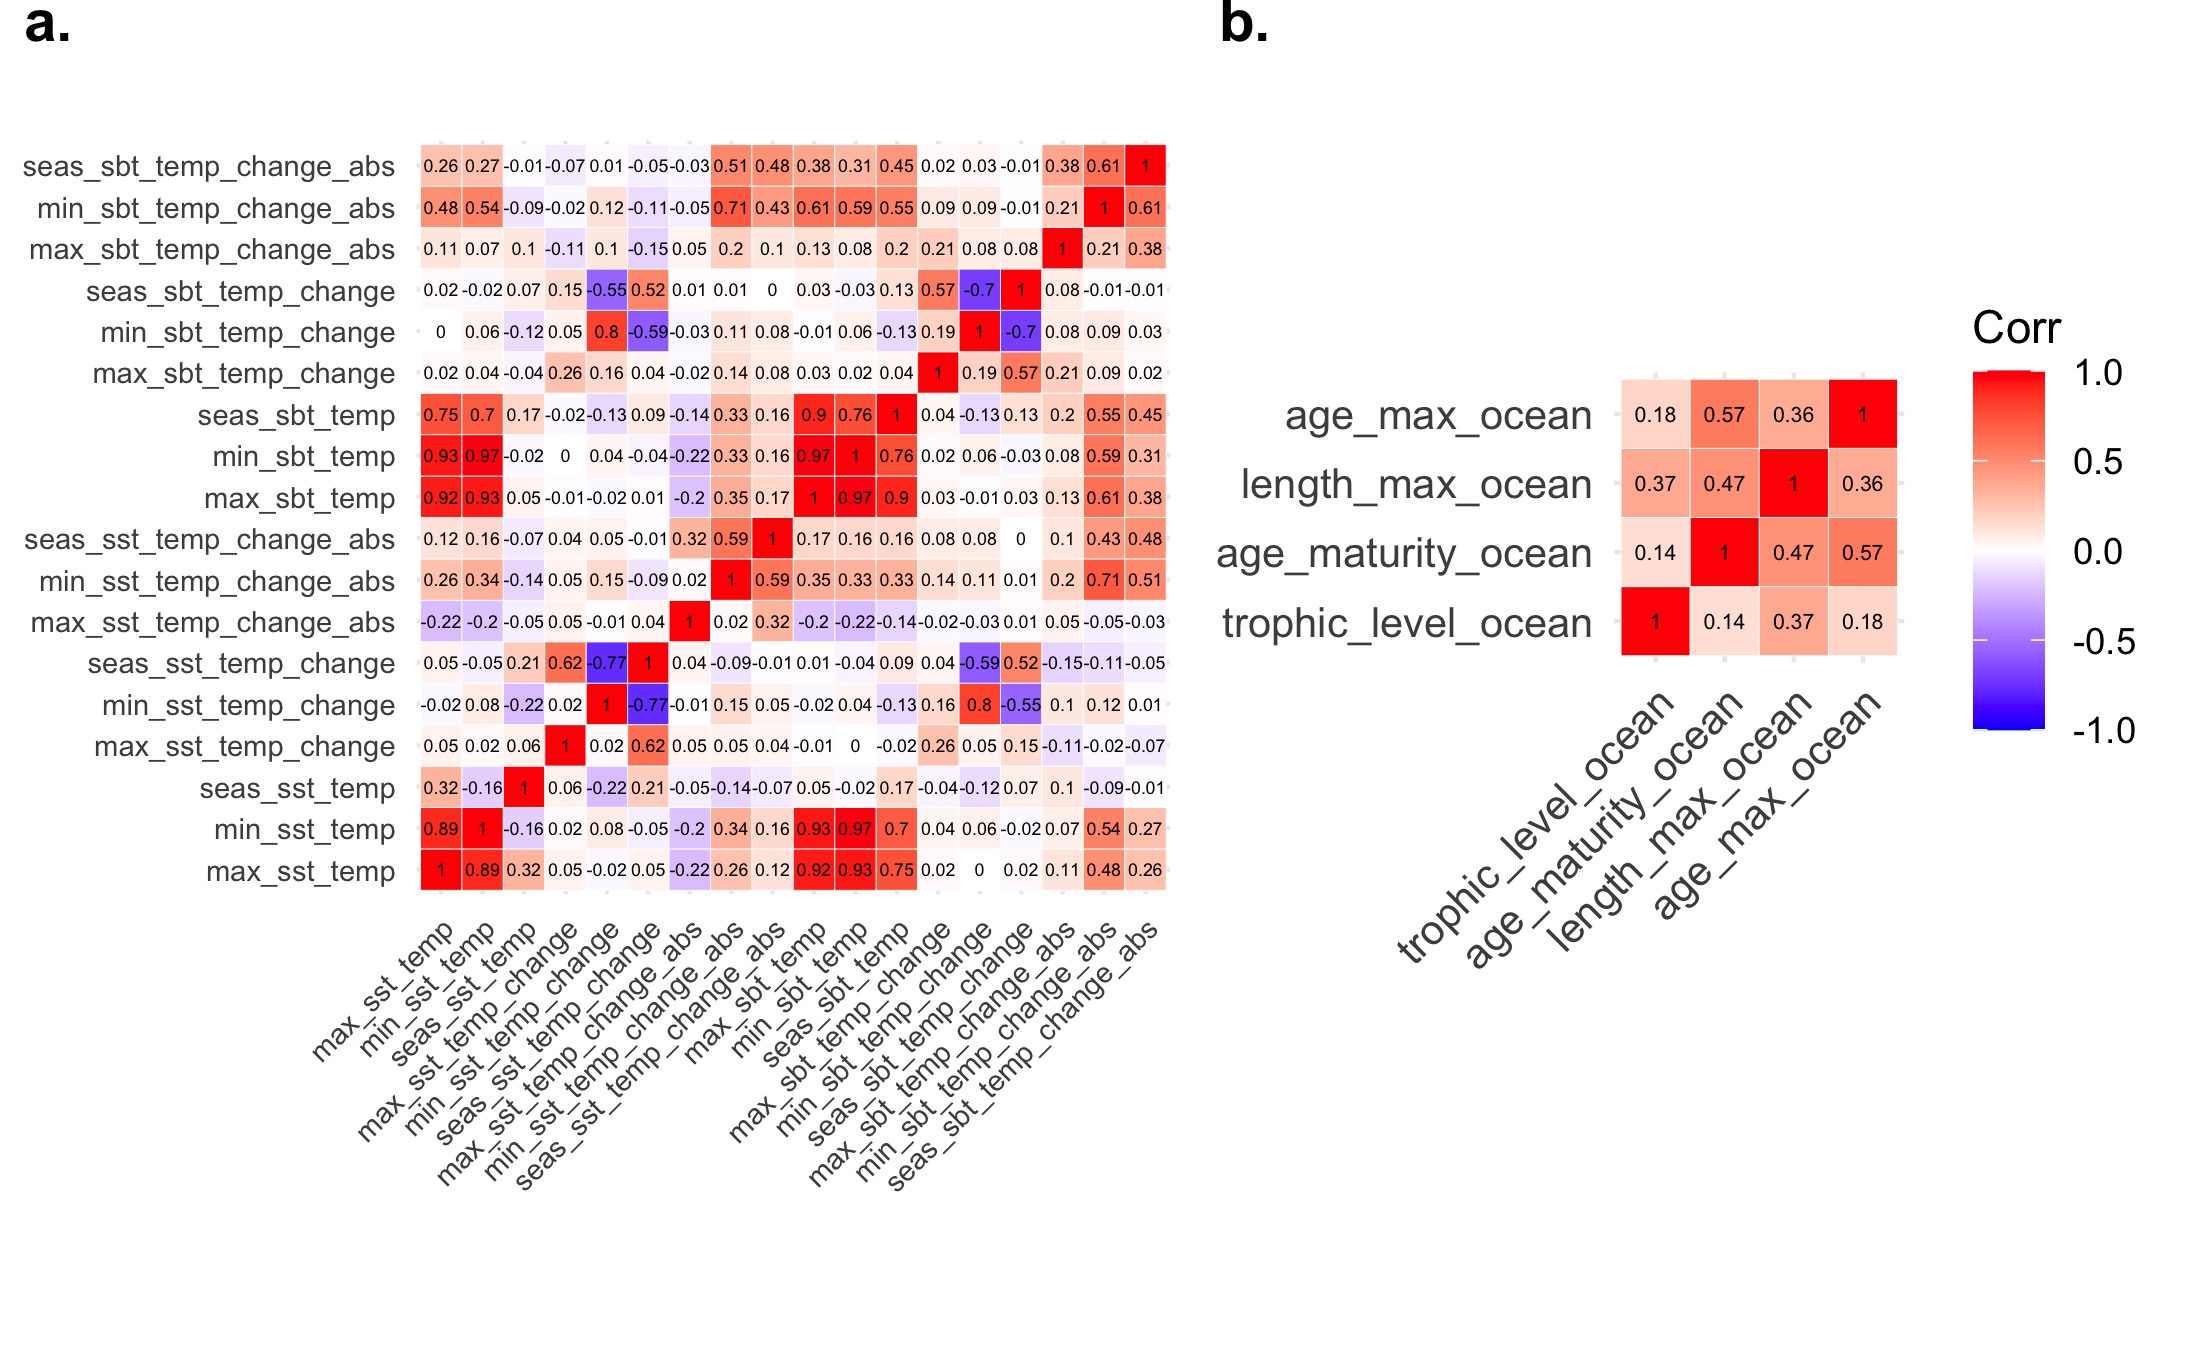 a.
seas_sbt_temp_change_abs 0.26 0.27 -0.01 -0.07 0.01 -0.05 -0.03 0.51 0.48 0.38 0.31 0.45 0.02 0.03 -0.01 0.38 0.61 1
min_sbt_temp_change_abs 0.48 0.54 -0.09 -0.02 0.12 -0.11 -0.05 0.71 0.43 0.61 0.59 0.55 0.09 0.09 -0.01 0.21 1 0.61
max_sbt_temp_change_abs 0.11 0.07 0.1 -0.11 0.1 -0.15 0.05 0.2 0.1 0.13 0.08 0.2 0.21 0.08 0.08 1 0.21 0.38
seas_sbt_temp_change 0.02 -0.02 0.07 0.15 -0.55 0.52 0.01 0.01 0 0.03 -0.03 0.13 0.57 -0.7 1 0.08 -0.01 -0.01
min_sbt_temp_change 0 0.06 -0.12 0.05 0.8 -0.59 -0.03 0.11 0.08 -0.01 0.06 -0.13 0.19 1 -0.7 0.08 0.09 0.03
max_sbt_temp_change 0.02 0.04 -0.04 0.26 0.16 0.04 -0.02 0.14 0.08 0.03 0.02 0.04 1 0.19 0.57 0.21 0.09 0.02
seas_sbt_temp 0.75 0.7 0.17 -0.02 -0.13 0.09 -0.14 0.33 0.16 0.9 0.76 1 0.04 -0.13 0.13 0.2 0.55 0.45
min_sbt_temp 0.93 0.97 -0.02 0 0.04 -0.04 -0.22 0.33 0.16 0.97 1 0.76 0.02 0.06 -0.03 0.08 0.59 0.31
max_sbt_temp 0.92 0.93 0.05 -0.01 -0.02 0.01 -0.2 0.35 0.17 1 0.97 0.9 0.03 -0.01 0.03 0.13 0.61 0.38
seas_sst_temp_change_abs 0.12 0.16 -0.07 0.04 0.05 -0.01 0.32 0.59 1 0.17 0.16 0.16 0.08 0.08 0 0.1 0.43 0.48
min_sst_temp_change_abs 0.26 0.34 -0.14 0.05 0.15 -0.09 0.02 1 0.59 0.35 0.33 0.33 0.14 0.11 0.01 0.2 0.71 0.51
max_sst_temp_change_abs -0.22 -0.2 -0.05 0.05 -0.01 0.04 1 0.02 0.32 -0.2 -0.22 -0.14 -0.02 -0.03 0.01 0.05 -0.05 -0.03
seas_sst_temp_change 0.05 -0.05 0.21 0.62 -0.77 1 0.04 -0.09 -0.01 0.01 -0.04 0.09 0.04 -0.59 0.52 -0.15 -0.11 -0.05
min_sst_temp_change -0.02 0.08 -0.22 0.02 1 -0.77 -0.01 0.15 0.05 -0.02 0.04 -0.13 0.16 0.8 -0.55 0.1 0.12 0.01
max_sst_temp_change 0.05 0.02 0.06 1 0.02 0.62 0.05 0.05 0.04 -0.01 0 -0.02 0.26 0.05 0.15 -0.11 -0.02 -0.07
seas_sst_temp 0.32 -0.16 1 0.06 -0.22 0.21 -0.05 -0.14 -0.07 0.05 -0.02 0.17 -0.04 -0.12 0.07 0.1 -0.09 -0.01
min_sst_temp 0.89 1 -0.16 0.02 0.08 -0.05 -0.2 0.34 0.16 0.93 0.97 0.7 0.04 0.06 -0.02 0.07 0.54 0.27
max_sst_temp 1 0.89 0.32 0.05 -0.02 0.05 -0.22 0.26 0.12 0.92 0.93 0.75 0.02 0 0.02 0.11 0.48 0.26
max_sst_temp
min_sst_temp
seas_sst_temp
max_sst_temp_change
min_sst_temp_change
seas_sst_temp_change
max_sst_temp_change_abs
min_sst_temp_change_abs
seas_sst_temp_change_abs
max_sbt_temp
min_sbt_temp
seas_sbt_temp
max_sbt_temp_change
min_sbt_temp_change
seas_sbt_temp_change
max_sbt_temp_change_abs
min_sbt_temp_change_abs
seas_sbt_temp_change_abs
b.
age_max_ocean 0.18 0.57 0.36 1
length_max_ocean 0.37 0.47 1 0.36
age_maturity_ocean 0.14 1 0.47 0.57
trophic_level_ocean 1 0.14 0.37 0.18
trophic_level_ocean
age_maturity_ocean
length_max_ocean
age_max_ocean
Corr
1.0
0.5
0.0
-0.5
-1.0